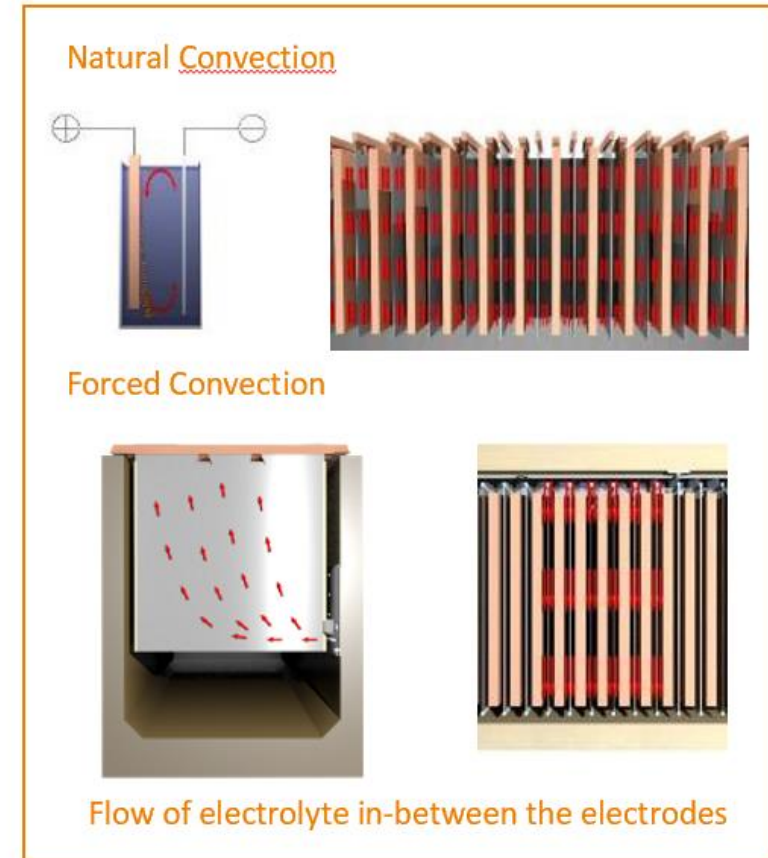 Natural Convection
+
−
Forced Convection
Flow of electrolyte in-between the electrodes